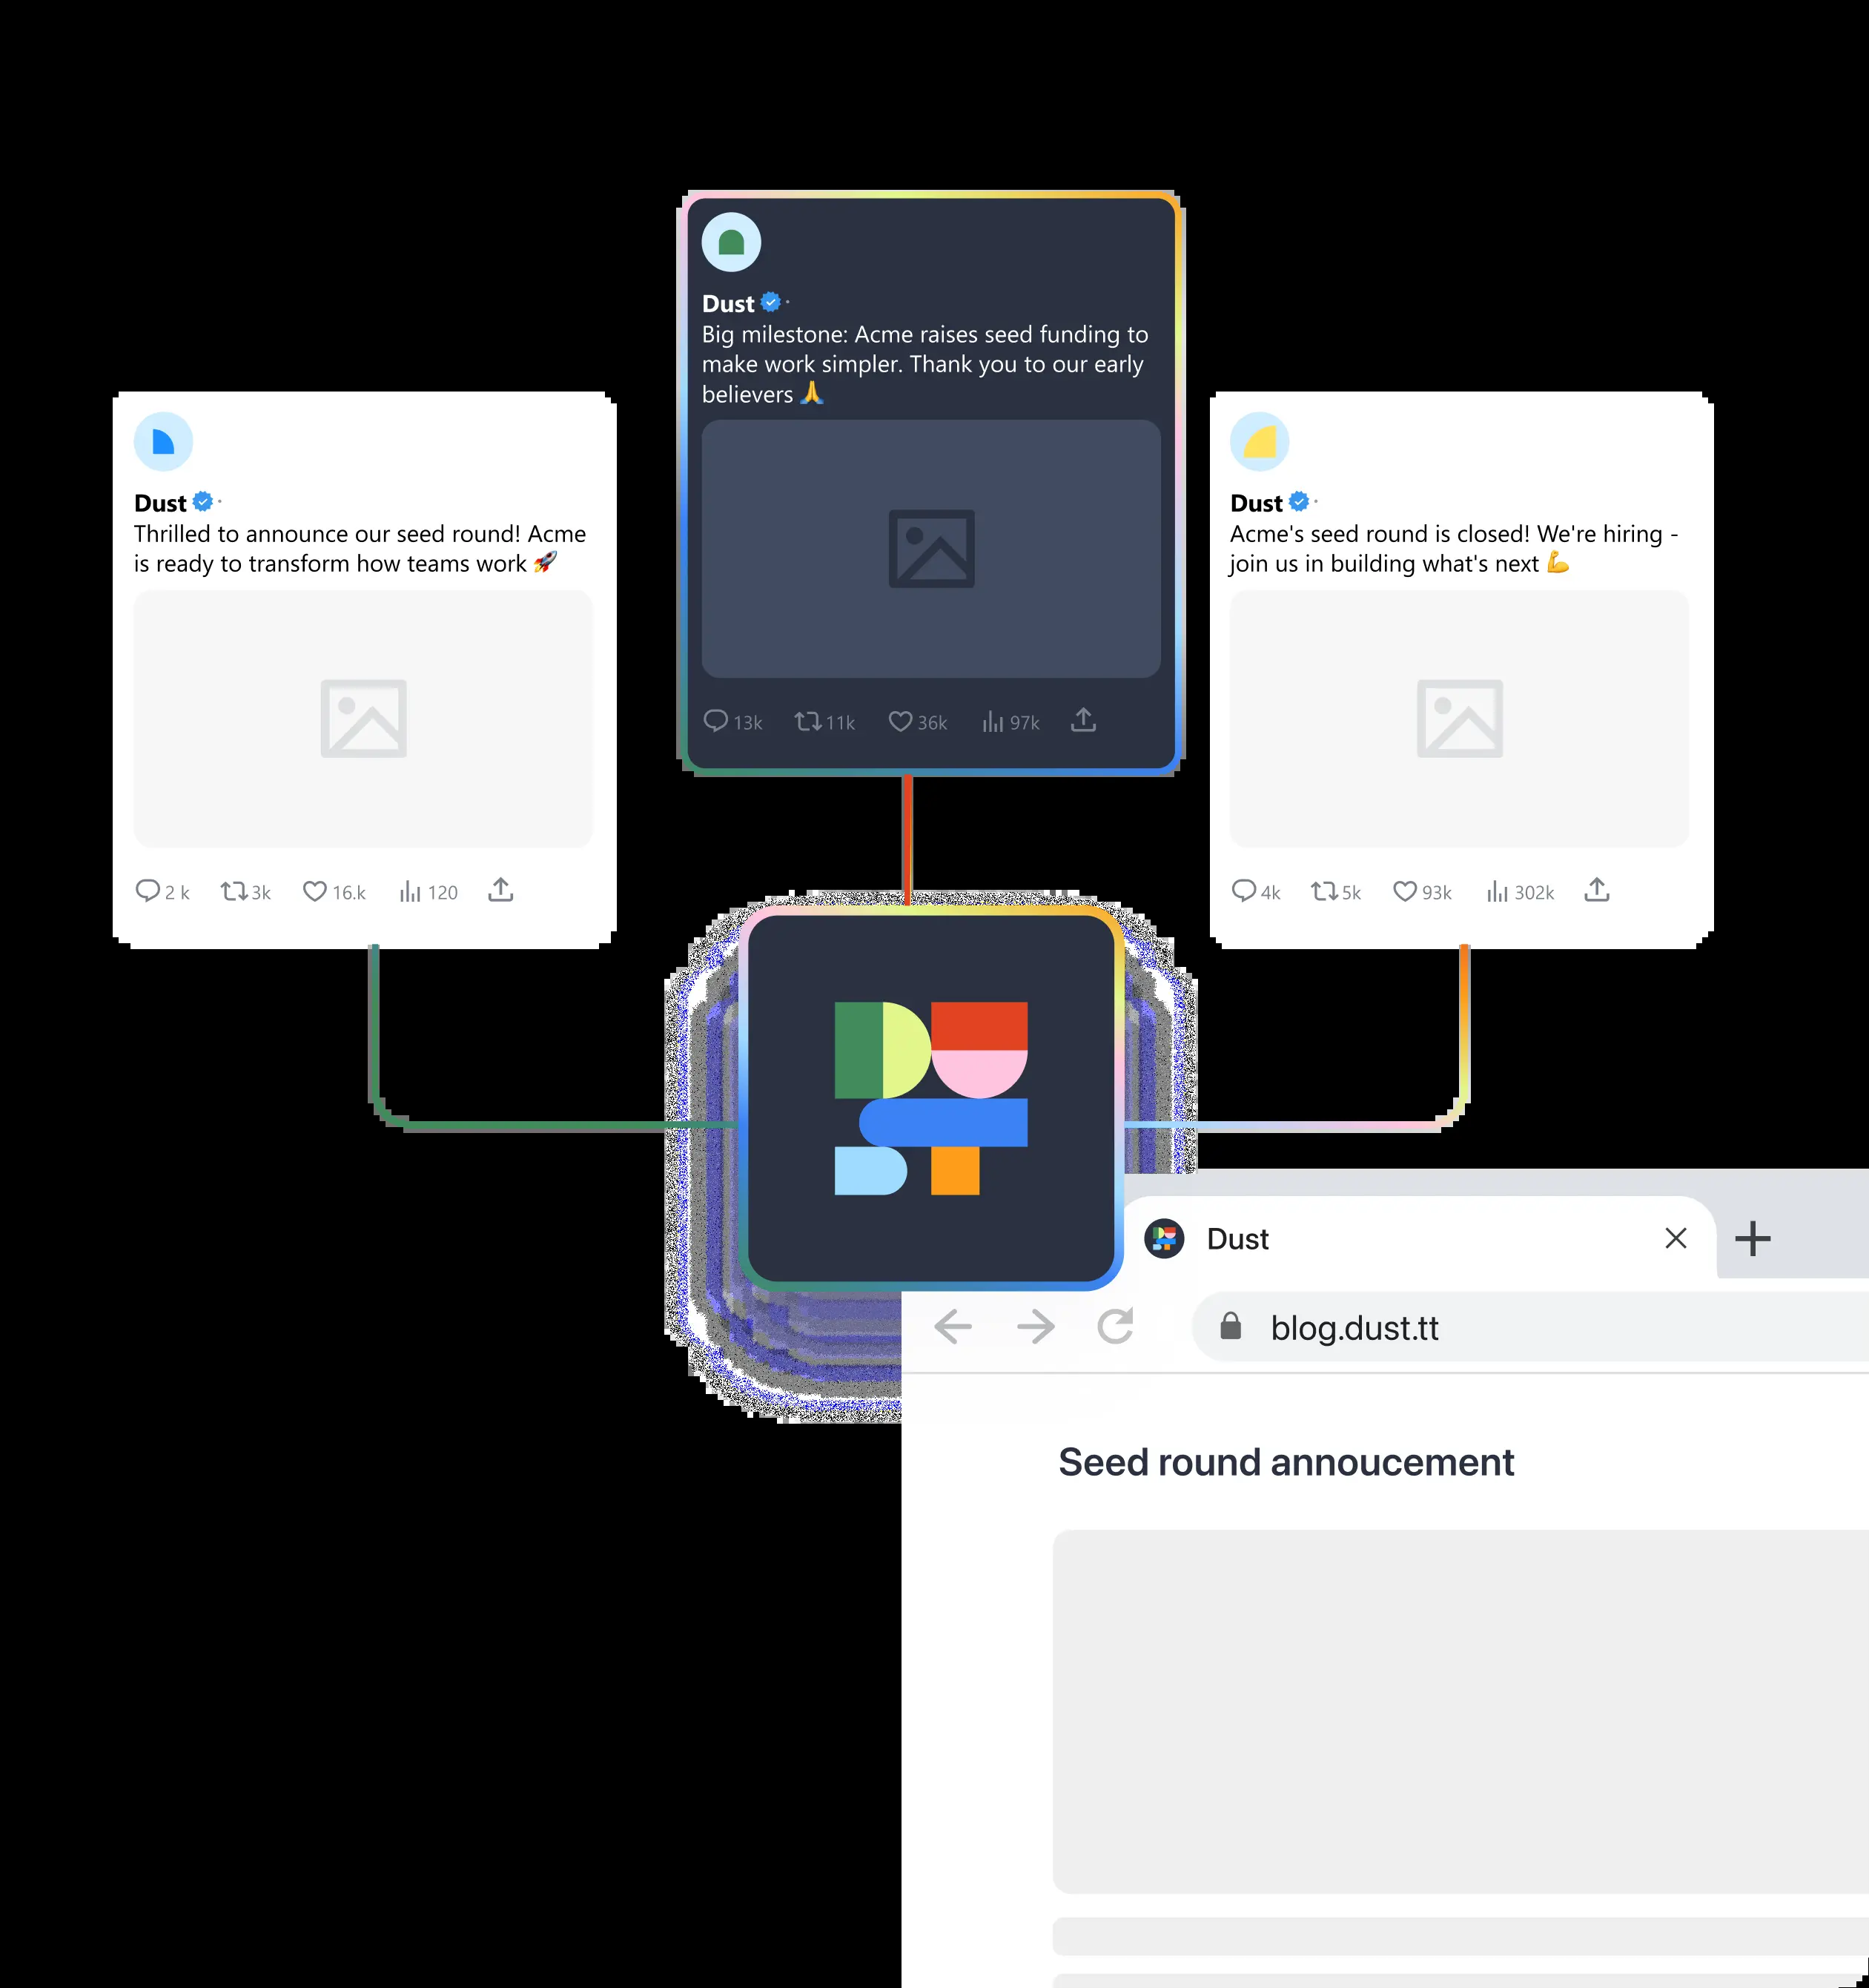 Dust
Big milestone: Acme raises seed funding to
make work simpler. Thank you to our early
believers 🙏
13k 11k 36k 97k
Dust
Thrilled to announce our seed round! Acme
is ready to transform how teams work 🚀
2 k 3k 16.k 120
Dust
Acme's seed round is closed! We're hiring -
join us in building what's next 💪
4k 5k 93k 302k
DUST
Dust
blog.dust.tt
Seed round annoucement